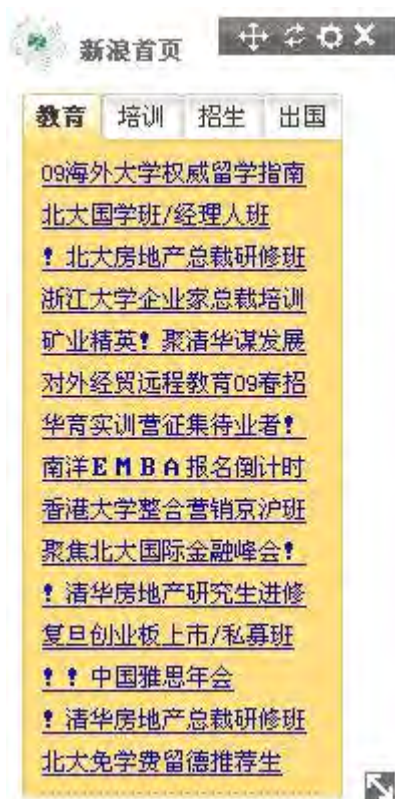 新浪首页
教育 培训 招生 出国
09海外大学权威留学指南
北大国学班/经理人班
！北大房地产总裁研修班
浙江大学企业家总裁培训
矿业精英！聚清华谋发展
对外经贸远程教育09春招
华育实训营征集待业者！
南洋EMBA报名倒计时
香港大学整合营销京沪班
聚焦北大国际金融峰会！
！清华房地产研究生进修
复旦创业板上市/私募班
！！中国雅思年会
！清华房地产总裁研修班
北大免学费留德推荐生